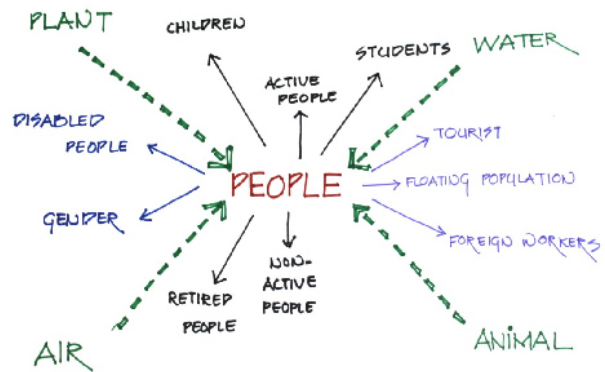 PLANT
CHILDREN
STUDENTS
WATER
ACTIVE
PEOPLE
DISABLED
PEOPLE
TOURIST
PEOPLE
FLOATING POPULATION
GENDER
FOREIGN WORKERS
NON-
ACTIVE
PEOPLE
RETIRED
PEOPLE
AIR
ANIMAL